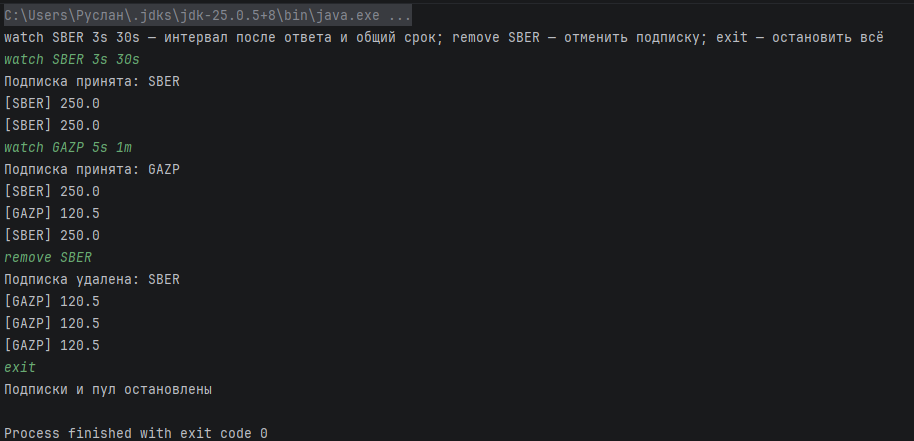 C:\Users\Руслан\.jdks\jdk-25.0.5+8\bin\java.exe ...
watch SBER 3s 30s — интервал после ответа и общий срок; remove SBER — отменить подписку; exit — остановить всё
watch SBER 3s 30s
Подписка принята: SBER
[SBER] 250.0
[SBER] 250.0
watch GAZP 5s 1m
Подписка принята: GAZP
[SBER] 250.0
[GAZP] 120.5
[SBER] 250.0
remove SBER
Подписка удалена: SBER
[GAZP] 120.5
[GAZP] 120.5
[GAZP] 120.5
exit
Подписки и пул остановлены
Process finished with exit code 0